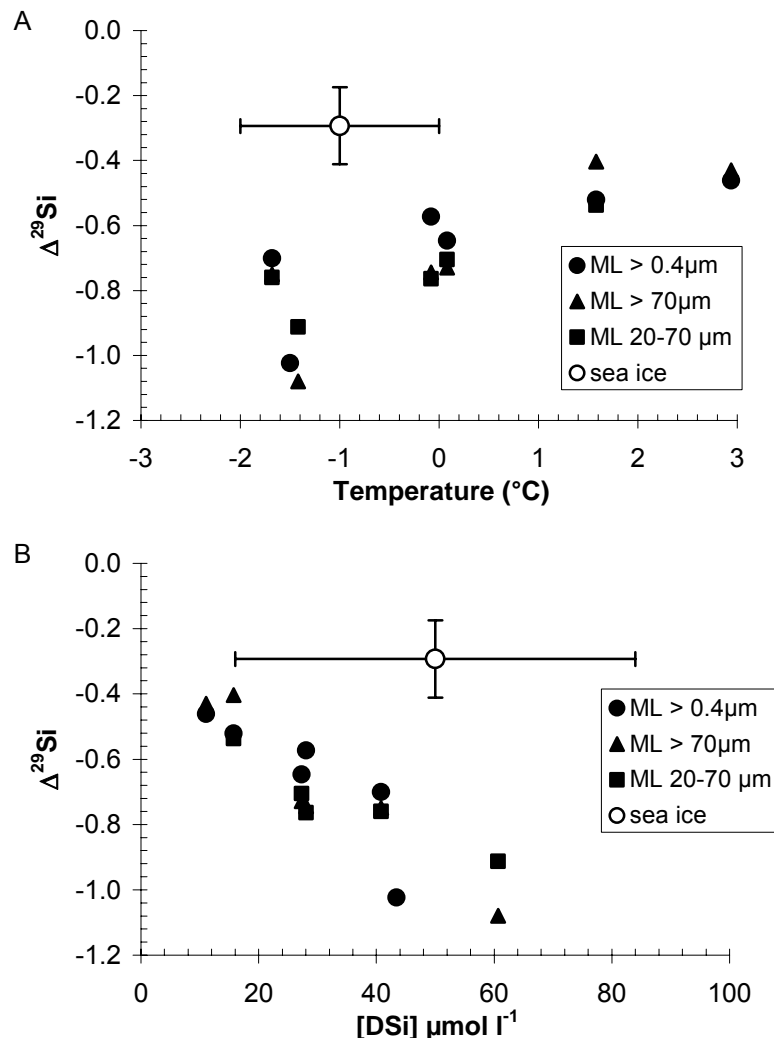 A
0.0
-0.2
-0.4
-0.6
-0.8
-1.0
-1.2
Δ²⁹Si
-3 -2 -1 0 1 2 3
Temperature (°C)
ML > 0.4µm
ML > 70µm
ML 20-70 µm
sea ice
B
0.0
-0.2
-0.4
-0.6
-0.8
-1.0
-1.2
Δ²⁹Si
0 20 40 60 80 100
[DSi] µmol l⁻¹
ML > 0.4µm
ML > 70µm
ML 20-70 µm
sea ice